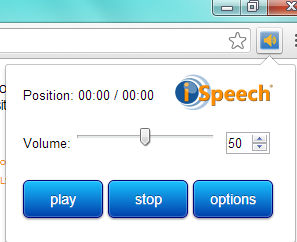 Position: 00:00 / 00:00
iSpeech
Volume:
50
play
stop
options